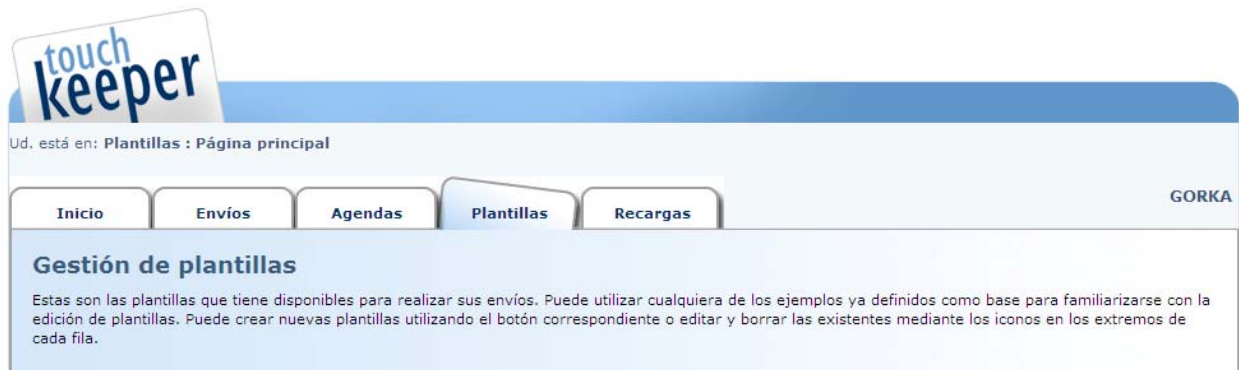 touch
keeper
Ud. está en: Plantillas : Página principal
Inicio
Envíos
Agendas
Plantillas
Recargas
GORKA
Gestión de plantillas
Estas son las plantillas que tiene disponibles para realizar sus envíos. Puede utilizar cualquiera de los ejemplos ya definidos como base para familiarizarse con la
edición de plantillas. Puede crear nuevas plantillas utilizando el botón correspondiente o editar y borrar las existentes mediante los iconos en los extremos de
cada fila.